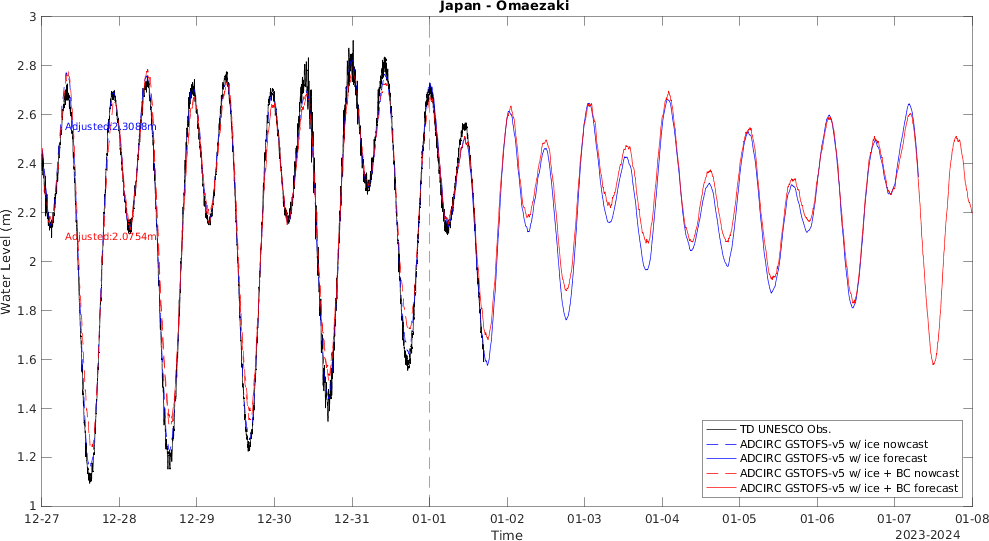 Japan - Omaezaki
3
2.8
2.6
2.4
2.2
2
1.8
1.6
1.4
1.2
1
Water Level (m)
Adjusted:2.3088m
Adjusted:2.0754m
TD UNESCO Obs.
ADCIRC GSTOFS-v5 w/ ice nowcast
ADCIRC GSTOFS-v5 w/ ice forecast
ADCIRC GSTOFS-v5 w/ ice + BC nowcast
ADCIRC GSTOFS-v5 w/ ice + BC forecast
12-27 12-28 12-29 12-30 12-31 01-01 01-02 01-03 01-04 01-05 01-06 01-07 01-08
Time
2023-2024